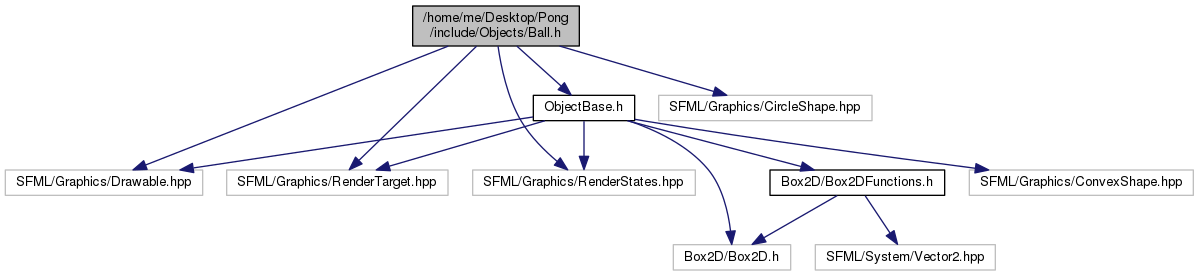 /home/me/Desktop/Pong
/include/Objects/Ball.h
ObjectBase.h
SFML/Graphics/CircleShape.hpp
SFML/Graphics/Drawable.hpp
SFML/Graphics/RenderTarget.hpp
SFML/Graphics/RenderStates.hpp
Box2D/Box2DFunctions.h
SFML/Graphics/ConvexShape.hpp
Box2D/Box2D.h
SFML/System/Vector2.hpp